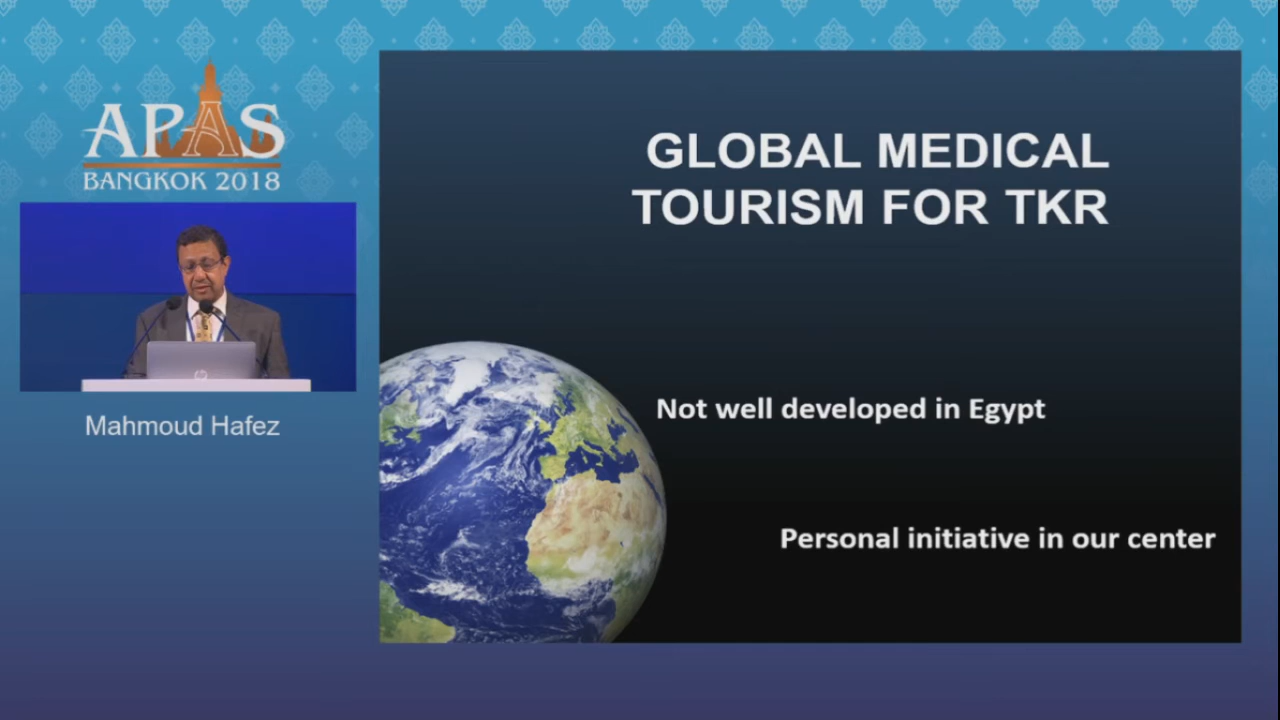 APAS
BANGKOK 2018
Mahmoud Hafez
GLOBAL MEDICAL
TOURISM FOR TKR
Not well developed in Egypt
Personal initiative in our center